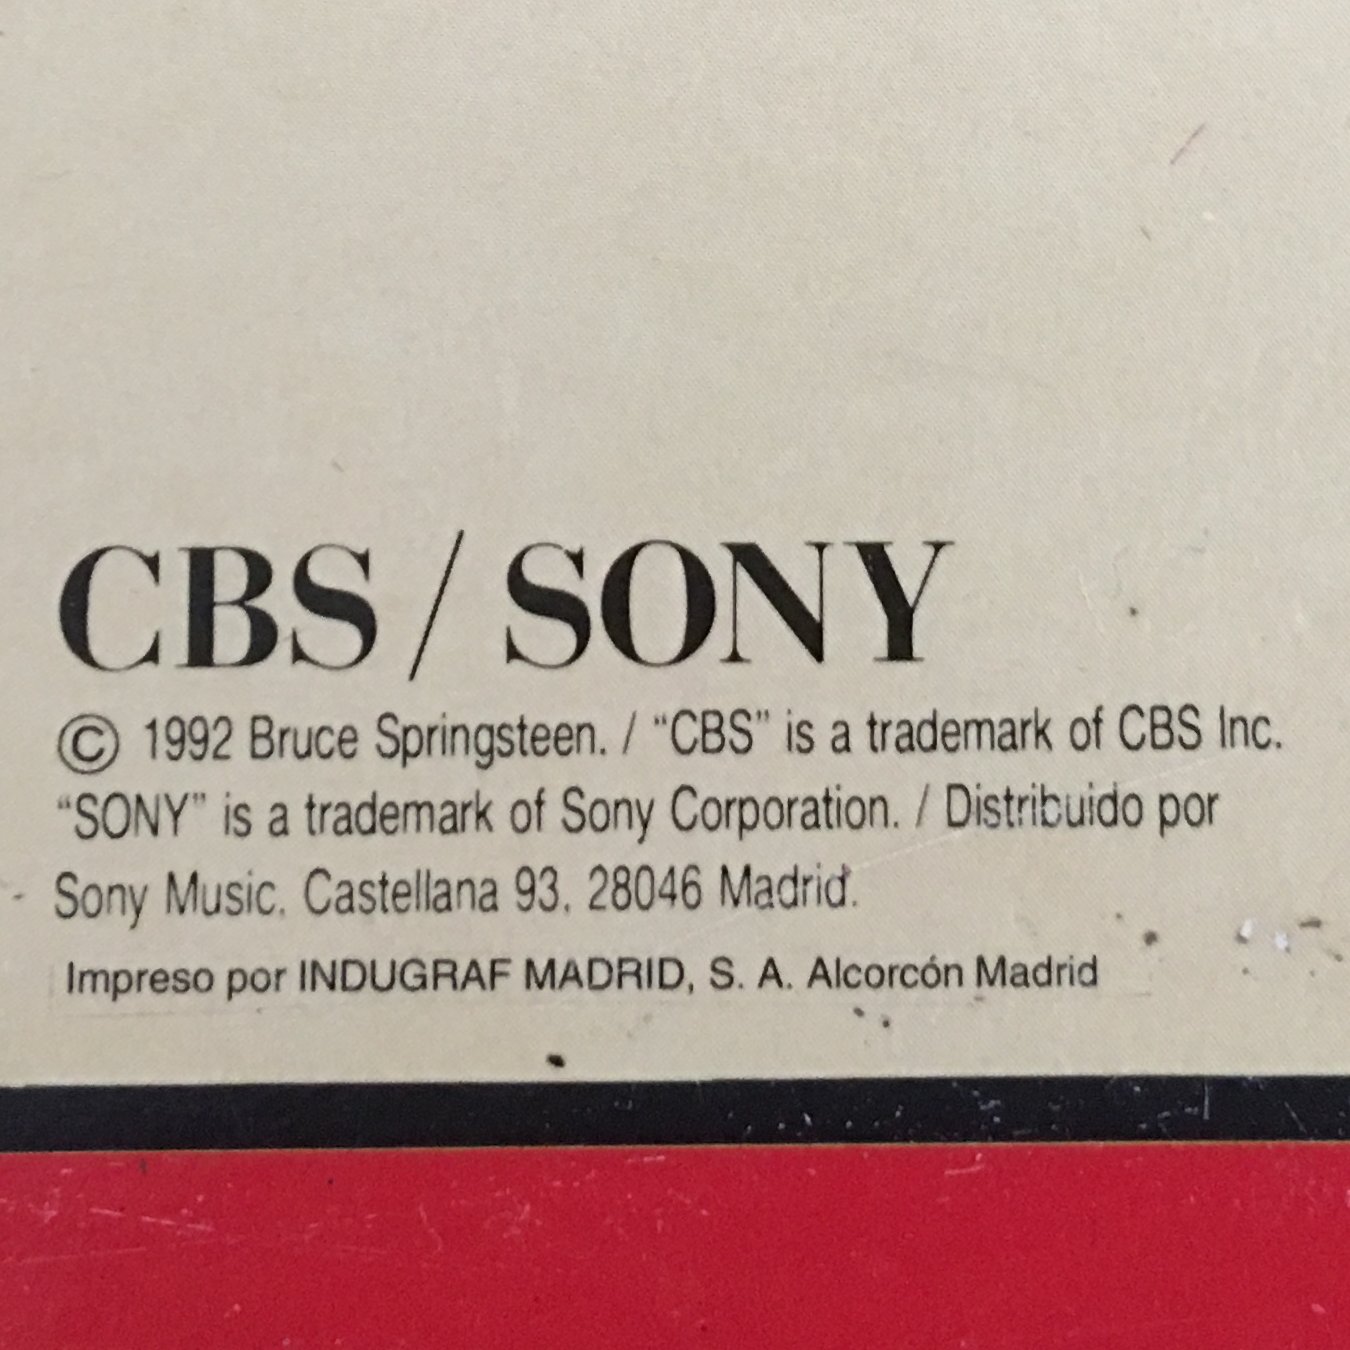 CBS / SONY
© 1992 Bruce Springsteen. / “CBS” is a trademark of CBS Inc.
“SONY” is a trademark of Sony Corporation. / Distribuido por
Sony Music. Castellana 93. 28046 Madrid.
Impreso por INDUGRAF MADRID, S. A. Alcorcón Madrid